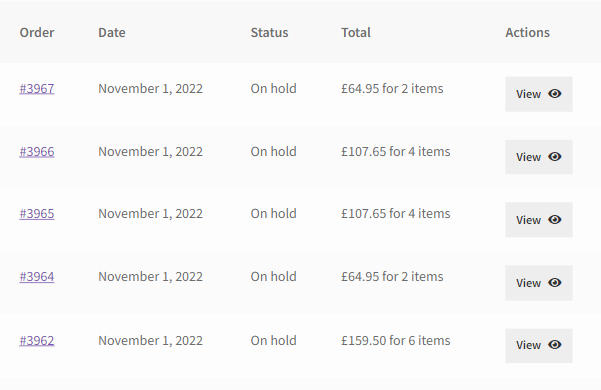 Order Date Status Total Actions
#3967 November 1, 2022 On hold £64.95 for 2 items View
#3966 November 1, 2022 On hold £107.65 for 4 items View
#3965 November 1, 2022 On hold £107.65 for 4 items View
#3964 November 1, 2022 On hold £64.95 for 2 items View
#3962 November 1, 2022 On hold £159.50 for 6 items View